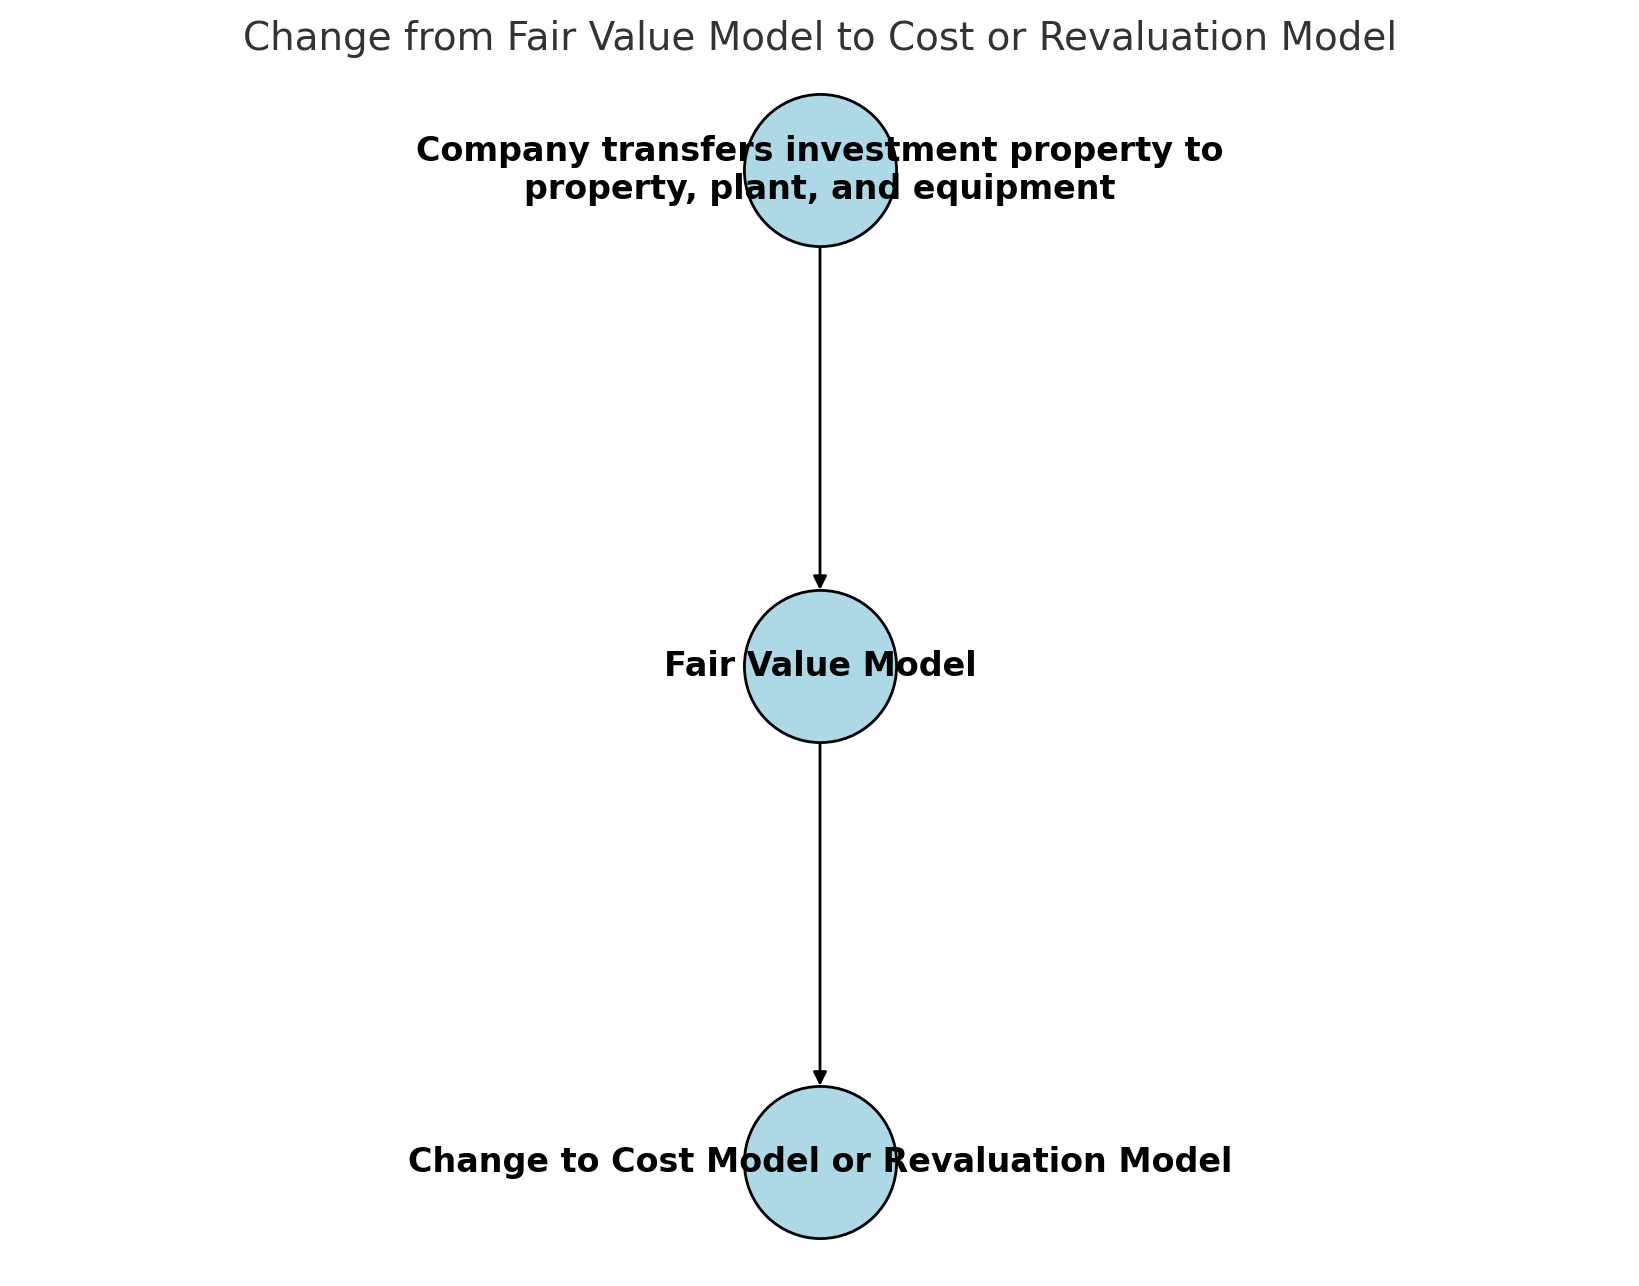 Change from Fair Value Model to Cost or Revaluation Model
Company transfers investment property to
property, plant, and equipment
Fair Value Model
Change to Cost Model or Revaluation Model